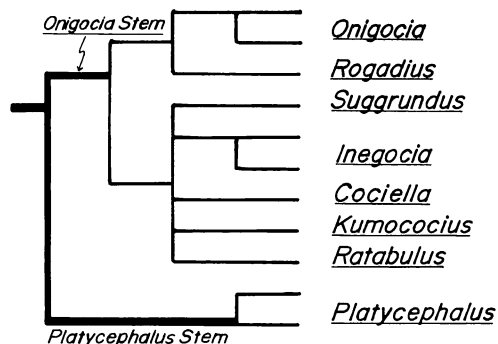 Onigocia Stem
Onigocia
Rogadius
Suggrundus
Inegocia
Cociella
Kumococius
Ratabulus
Platycephalus
Platycephalus Stem